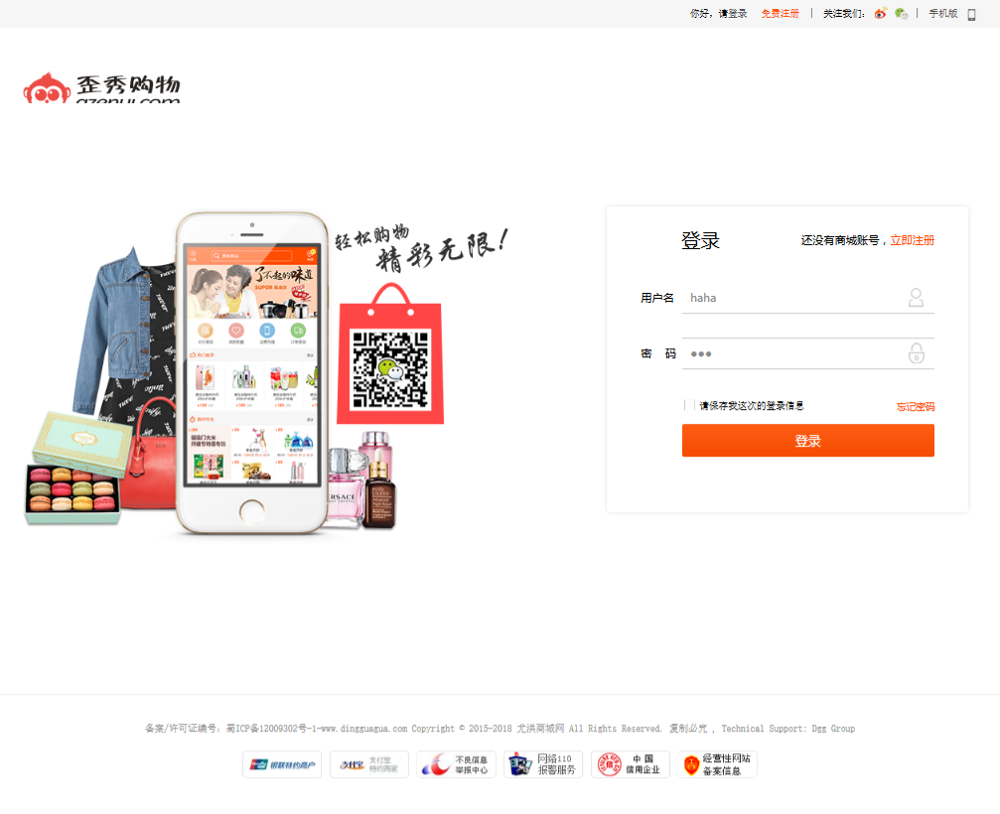 你好，请登录 免费注册 关注我们： 手机版
歪秀购物
轻松购物
精彩无限！
了不起的味道
SUPOR
登录 还没有商城账号，立即注册
用户名 haha
密 码 •••
请保存我这次的登录信息 忘记密码
登录
备案/许可证编号：蜀ICP备12009302号-1-www.dingguagua.com Copyright © 2015-2018 尤洪商城网 All Rights Reserved. 复制必究 , Technical Support: Dgg Group
银联特约商户 支付宝 支付宝特约商家 不良信息举报中心 网络110报警服务 中国信用企业 经营性网站备案信息